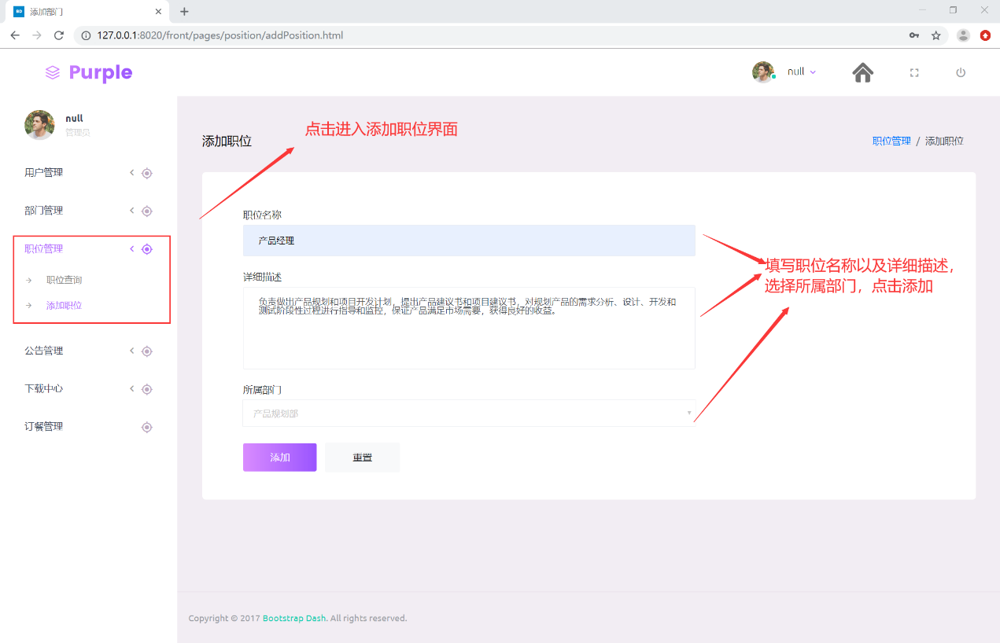 添加部门
127.0.0.1:8020/front/pages/position/addPosition.html
Purple
null
null
管理员
点击进入添加职位界面
添加职位
职位管理 / 添加职位
用户管理
部门管理
职位管理
职位查询
添加职位
公告管理
下载中心
订餐管理
职位名称
产品经理
详细描述
负责做出产品规划和项目开发计划，提出产品建议书和项目建议书，对规划产品的需求分析、设计、开发和
测试阶段性过程进行指导和监控，保证产品满足市场需要，获得良好的收益。
填写职位名称以及详细描述，
选择所属部门，点击添加
所属部门
产品规划部
添加
重置
Copyright © 2017 Bootstrap Dash. All rights reserved.